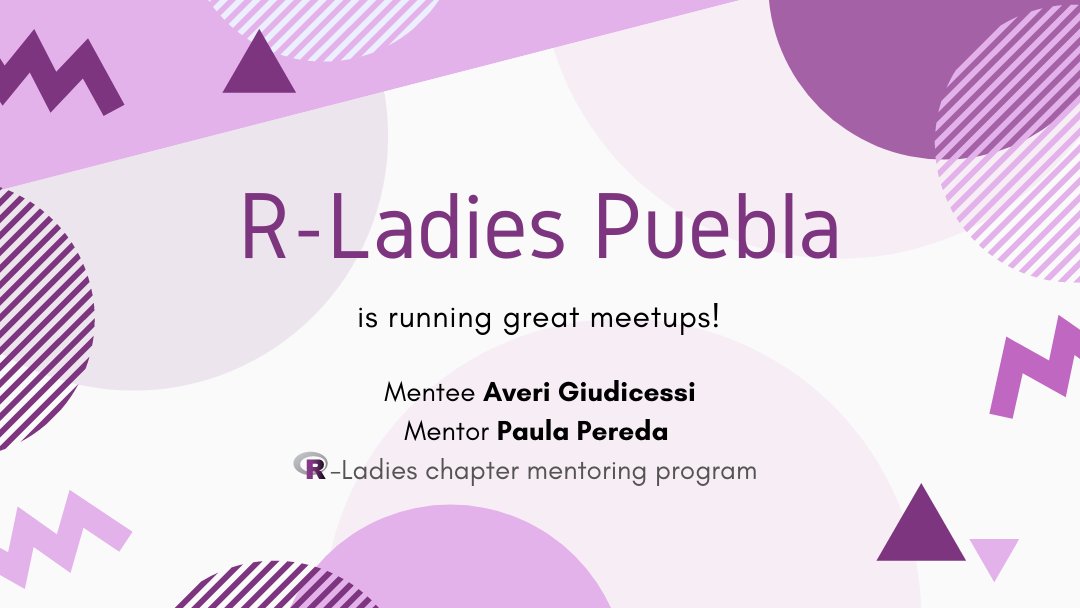 R-Ladies Puebla
is running great meetups!
Mentee Averi Giudicessi
Mentor Paula Pereda
R-Ladies chapter mentoring program